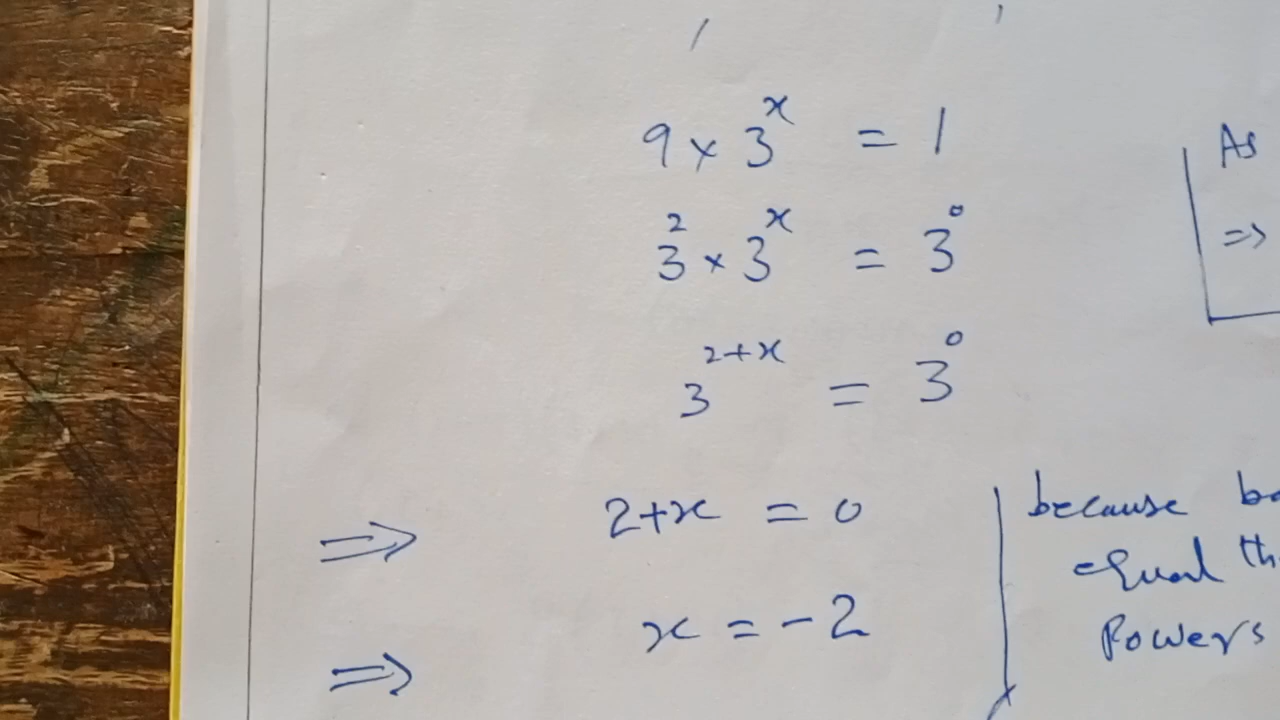 9 × 3^x = 1
3^2 × 3^x = 3^0
3^(2+x) = 3^0
⇒ 2+x = 0
⇒ x = -2
As
⇒
because
equal
Powers